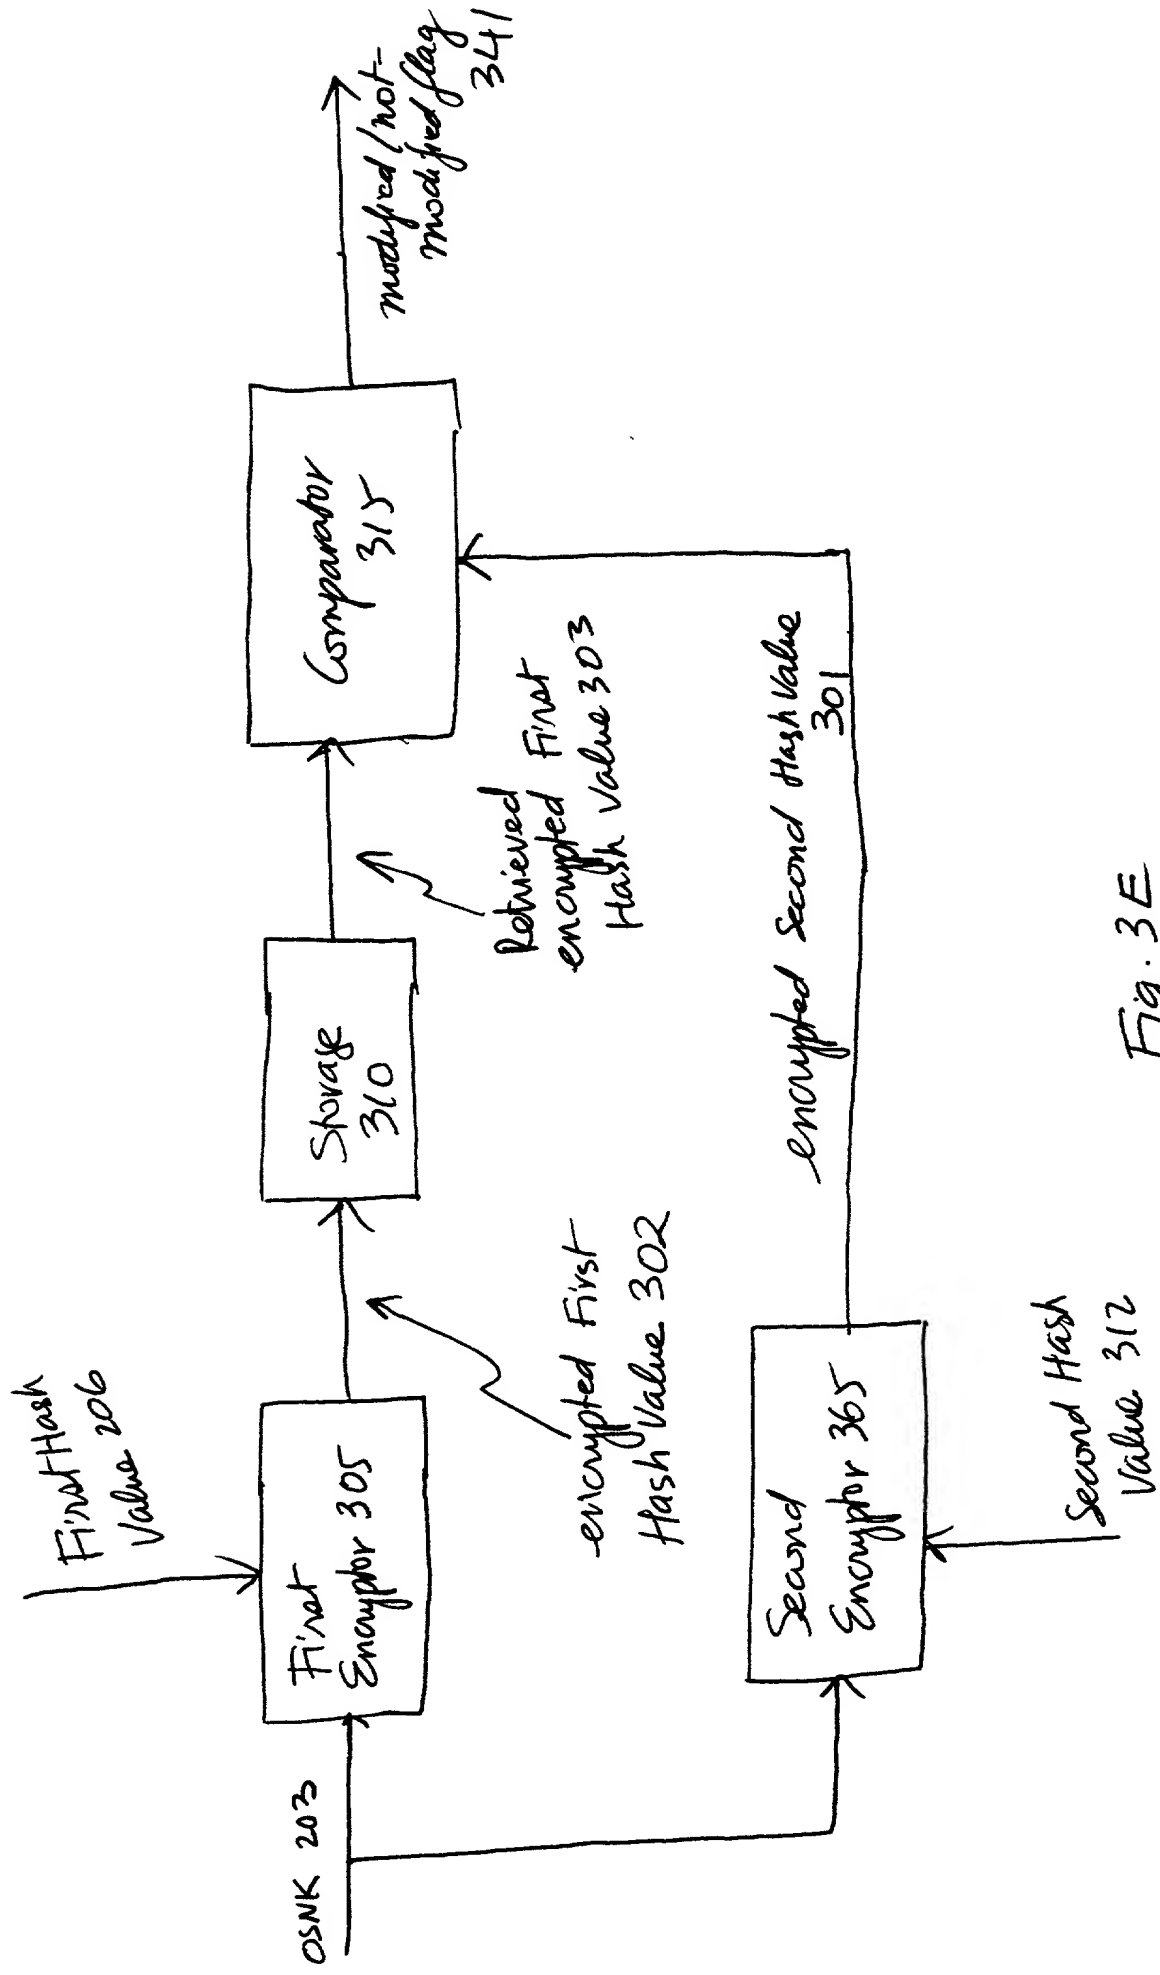 First Hash
Value 206
OSNK 203
First
Encryptor 305
encrypted First
Hash Value 302
Storage
310
Retrieved
encrypted First
Hash Value 303
Comparator
315
modified/not-
modified flag
341
Second
Encryptor 365
Second Hash
Value 312
encrypted Second Hash Value
301
Fig. 3E